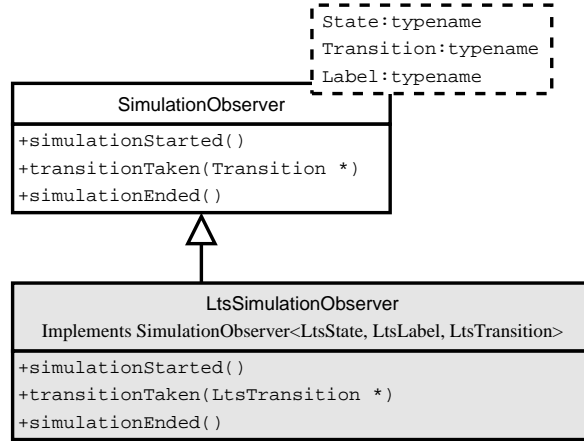 State:typename
Transition:typename
Label:typename
SimulationObserver
+simulationStarted()
+transitionTaken(Transition *)
+simulationEnded()
LtsSimulationObserver
Implements SimulationObserver<LtsState, LtsLabel, LtsTransition>
+simulationStarted()
+transitionTaken(LtsTransition *)
+simulationEnded()